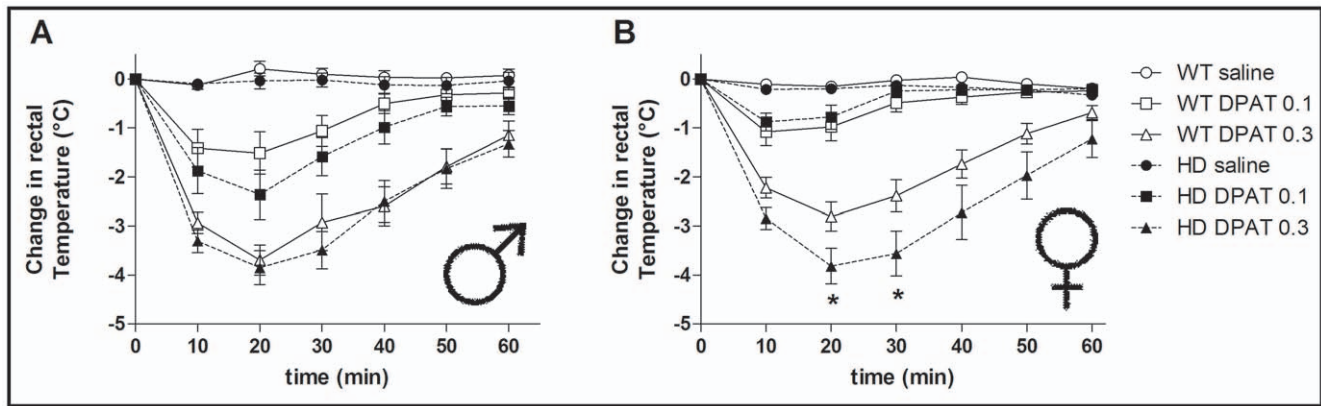 A
Change in rectal
Temperature (°C)
0
-1
-2
-3
-4
-5
0 10 20 30 40 50 60
time (min)
B
Change in rectal
Temperature (°C)
0
-1
-2
-3
-4
-5
* *
0 10 20 30 40 50 60
time (min)
WT saline
WT DPAT 0.1
WT DPAT 0.3
HD saline
HD DPAT 0.1
HD DPAT 0.3